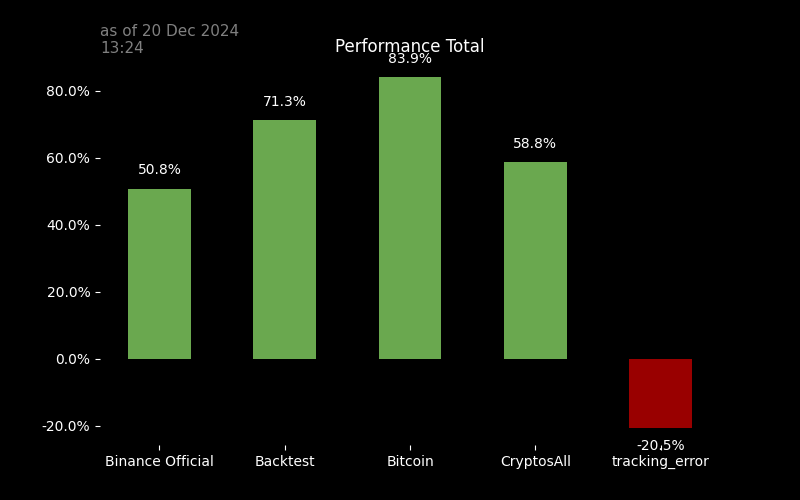 as of 20 Dec 2024
13:24
Performance Total
83.9%
80.0%
71.3%
60.0%
58.8%
50.8%
40.0%
20.0%
0.0%
-20.0%
-20.5%
Binance Official
Backtest
Bitcoin
CryptosAll
tracking_error